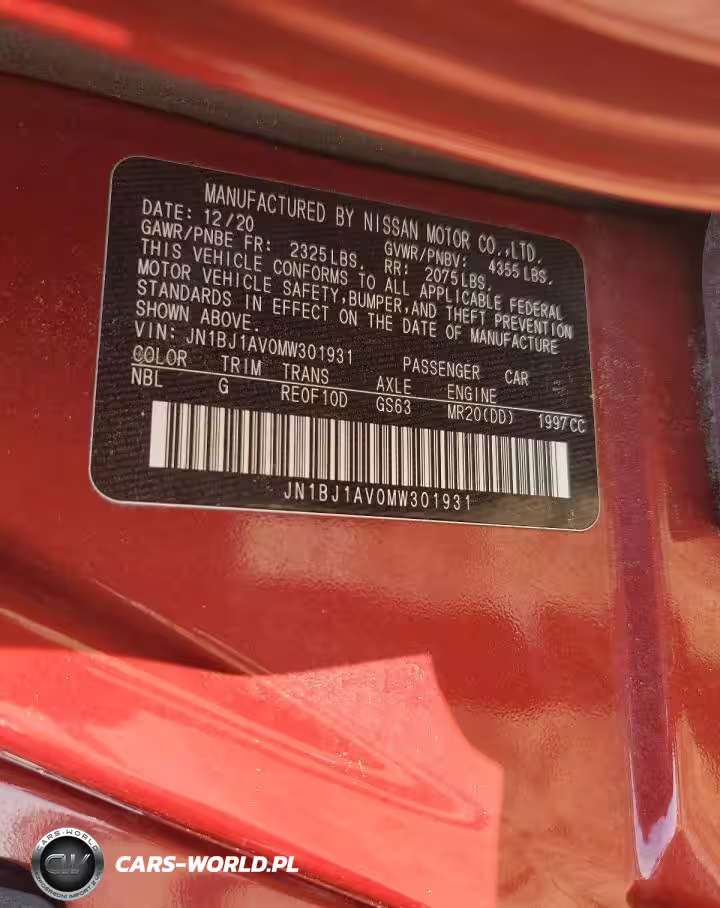 MANUFACTURED BY NISSAN MOTOR CO.,LTD.
DATE: 12/20 GVWR/PNBV: 4355 LBS.
GAWR/PNBE FR: 2325 LBS. RR: 2075 LBS.
THIS VEHICLE CONFORMS TO ALL APPLICABLE FEDERAL
MOTOR VEHICLE SAFETY,BUMPER,AND THEFT PREVENTION
STANDARDS IN EFFECT ON THE DATE OF MANUFACTURE
SHOWN ABOVE.
VIN: JN1BJ1AV0MW301931 PASSENGER CAR
COLOR TRIM TRANS AXLE ENGINE
NBL G RE0F10D GS63 MR20(DD) 1997CC
JN1BJ1AV0MW301931
CARS-WORLD
CW
CARS-WORLD.PL